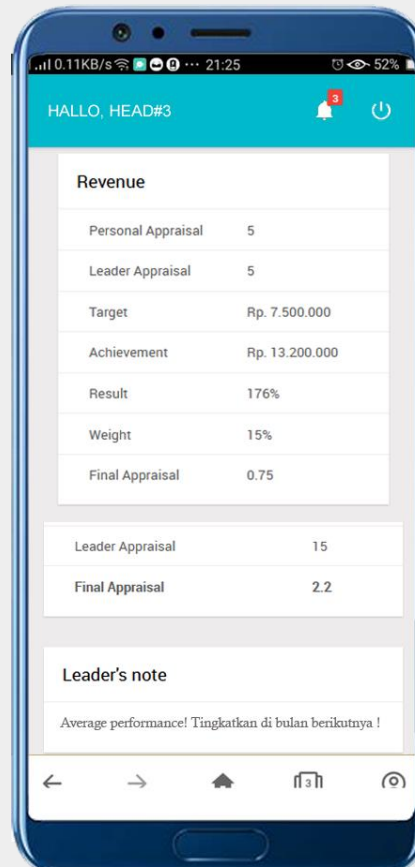 0.11KB/s ··· 21:25 52%
HALLO, HEAD#3 3
Revenue
Personal Appraisal 5
Leader Appraisal 5
Target Rp. 7.500.000
Achievement Rp. 13.200.000
Result 176%
Weight 15%
Final Appraisal 0.75
Leader Appraisal 15
Final Appraisal 2.2
Leader's note
Average performance! Tingkatkan di bulan berikutnya !
3